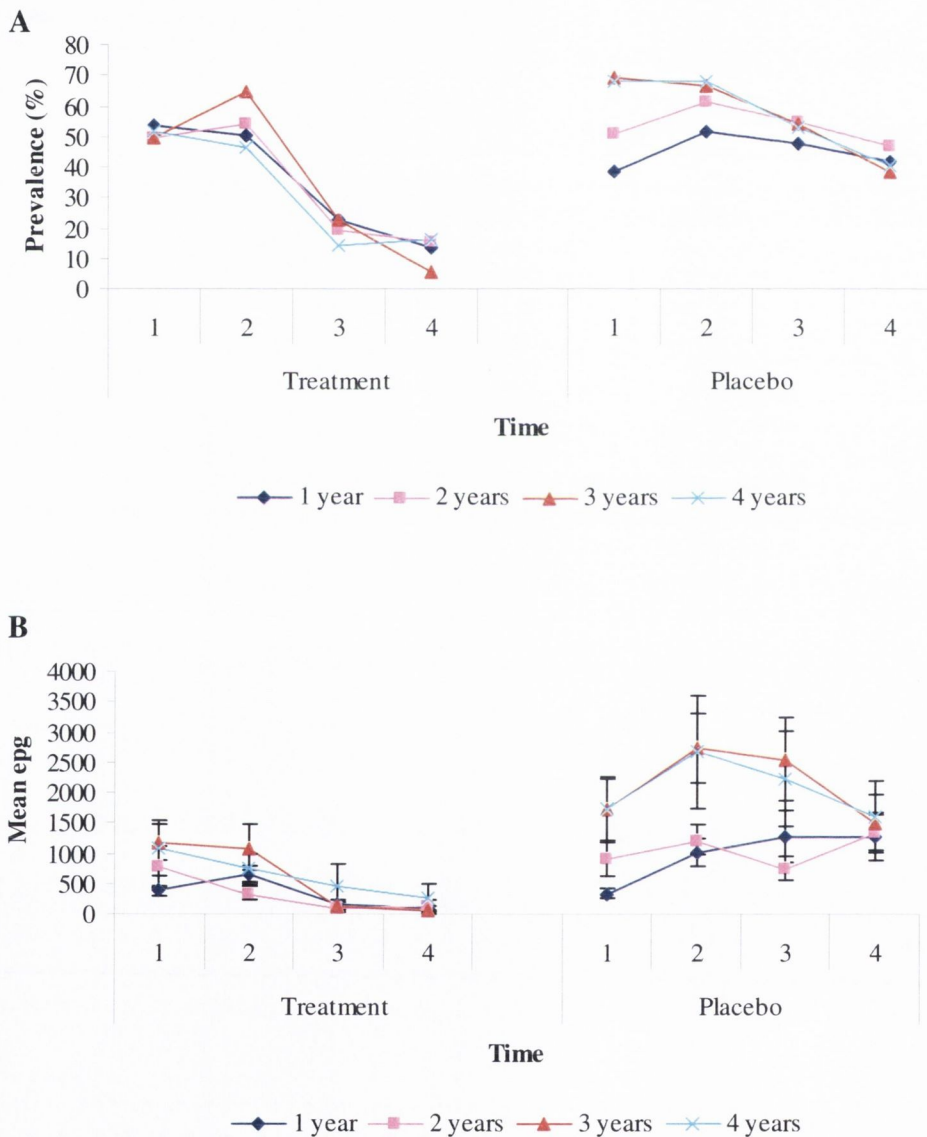 A
Prevalence (%)
80
70
60
50
40
30
20
10
0
1 2 3 4 1 2 3 4
Treatment Placebo
Time
1 year 2 years 3 years 4 years
B
Mean epg
4000
3500
3000
2500
2000
1500
1000
500
0
1 2 3 4 1 2 3 4
Treatment Placebo
Time
1 year 2 years 3 years 4 years